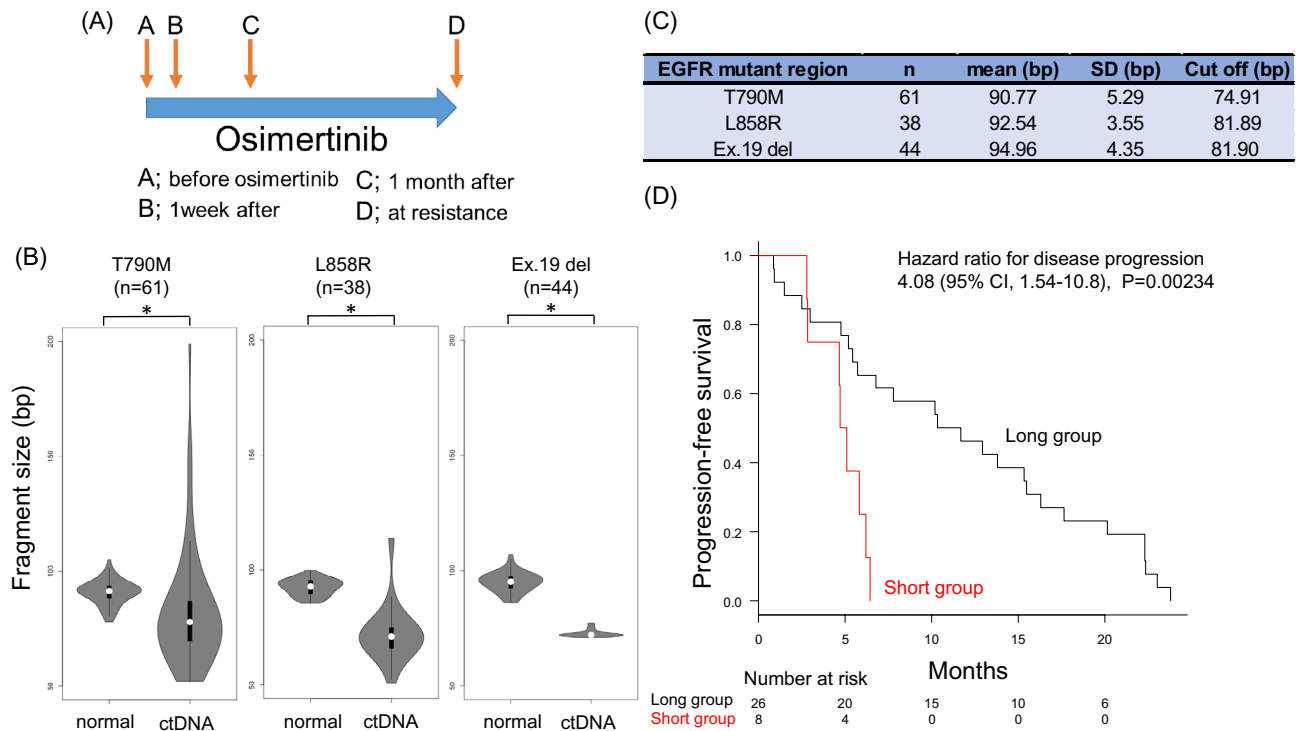 (A)
A B C D
Osimertinib
A; before osimertinib C; 1 month after
B; 1week after D; at resistance
(B)
T790M
(n=61)
*
L858R
(n=38)
*
Ex.19 del
(n=44)
*
Fragment size (bp)
200
150
100
50
normal ctDNA
200
150
100
50
normal ctDNA
200
150
100
50
normal ctDNA
(C)
EGFR mutant region n mean (bp) SD (bp) Cut off (bp)
T790M 61 90.77 5.29 74.91
L858R 38 92.54 3.55 81.89
Ex.19 del 44 94.96 4.35 81.90
(D)
Hazard ratio for disease progression
4.08 (95% CI, 1.54-10.8), P=0.00234
Progression-free survival
1.0
0.8
0.6
0.4
0.2
0.0
Long group
Short group
0 5 10 15 20
Months
Number at risk
Long group 26 20 15 10 6
Short group 8 4 0 0 0